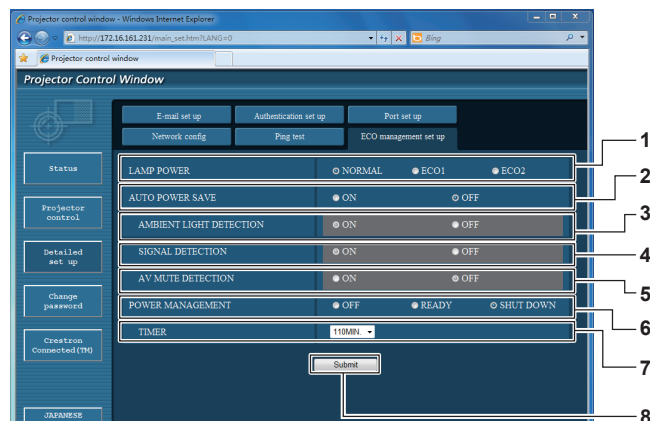 Projector control window - Windows Internet Explorer
http://172.16.161.231/main_set.htm?LANG=0
Bing
Projector control window
Projector Control Window
E-mail set up
Authentication set up
Port set up
Network config
Ping test
ECO management set up
Status
Projector control
Detailed set up
Change password
Crestron Connected(TM)
JAPANESE
LAMP POWER NORMAL ECO1 ECO2 1
AUTO POWER SAVE ON OFF 2
AMBIENT LIGHT DETECTION ON OFF 3
SIGNAL DETECTION ON OFF 4
AV MUTE DETECTION ON OFF 5
POWER MANAGEMENT OFF READY SHUT DOWN 6
TIMER 110MIN. 7
Submit 8